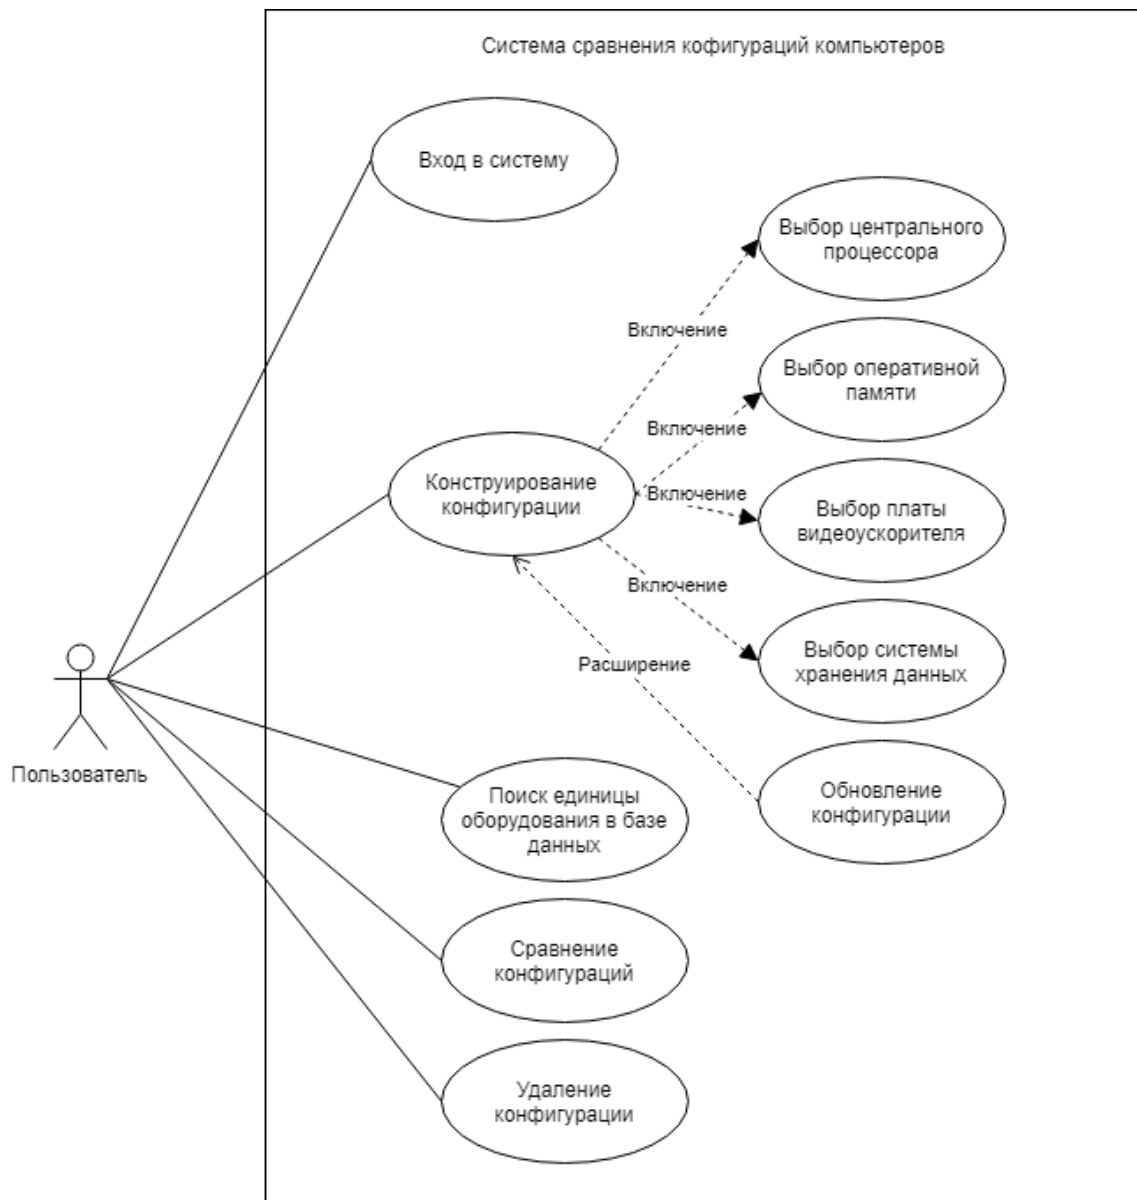 Система сравнения кофигураций компьютеров
Вход в систему
Выбор центрального
процессора
Включение
Выбор оперативной
памяти
Включение
Конструирование
конфигурации
Включение
Выбор платы
видеоускорителя
Включение
Выбор системы
хранения данных
Расширение
Пользователь
Поиск единицы
оборудования в базе
данных
Обновление
конфигурации
Сравнение
конфигураций
Удаление
конфигурации